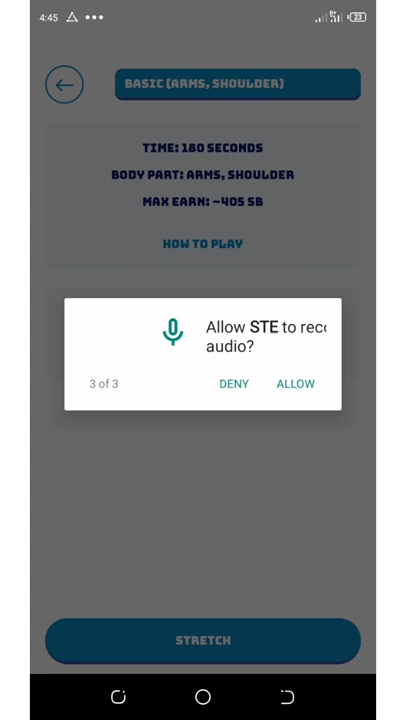 4:45
23
BASIC (ARMS, SHOULDER)
TIME: 180 SECONDS
BODY PART: ARMS, SHOULDER
MAX EARN: ~405 SB
HOW TO PLAY
Allow STE to reco
audio?
3 of 3
DENY
ALLOW
STRETCH